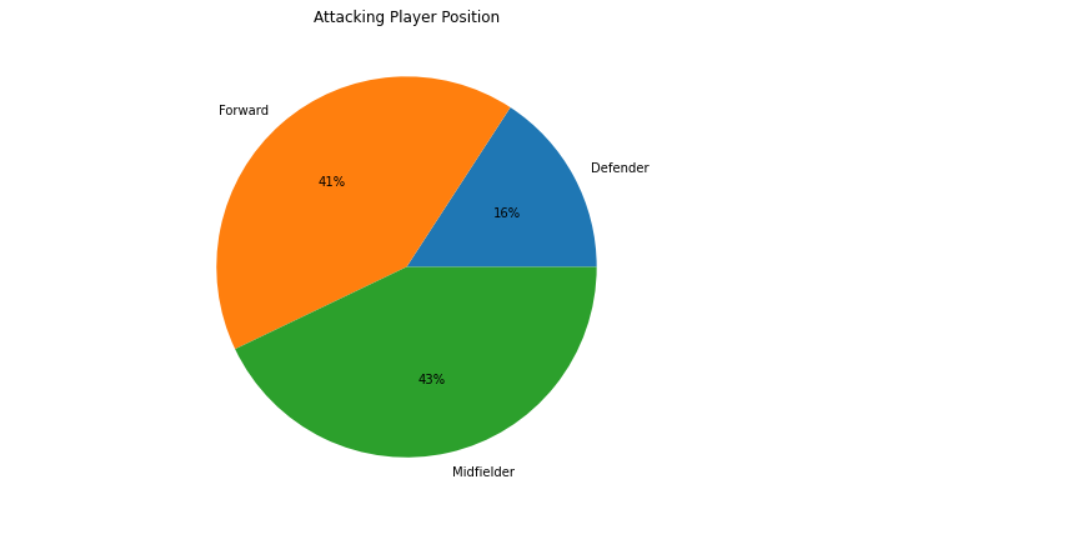 Attacking Player Position
Forward
Defender
41%
16%
43%
Midfielder